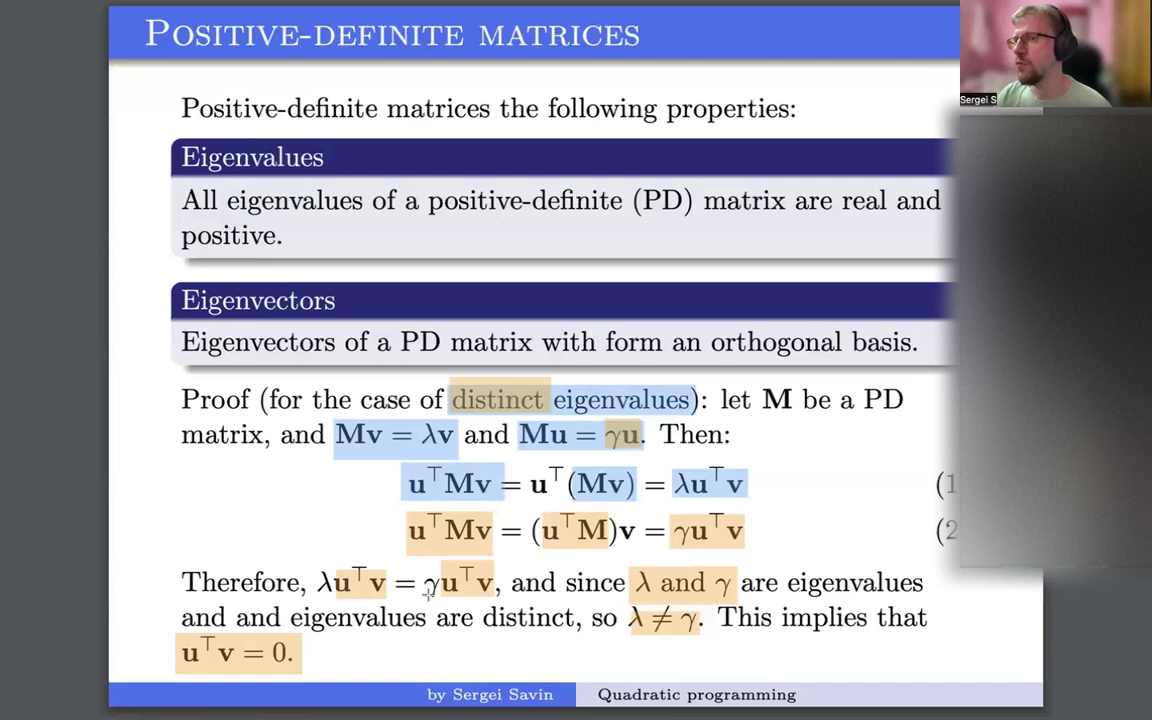 POSITIVE-DEFINITE MATRICES
Sergei S
Positive-definite matrices the following properties:
Eigenvalues
All eigenvalues of a positive-definite (PD) matrix are real and
positive.
Eigenvectors
Eigenvectors of a PD matrix with form an orthogonal basis.
Proof (for the case of distinct eigenvalues): let M be a PD
matrix, and Mv = λv and Mu = γu. Then:
u⊤Mv = u⊤(Mv) = λu⊤v (1
u⊤Mv = (u⊤M)v = γu⊤v (2
Therefore, λu⊤v = γu⊤v, and since λ and γ are eigenvalues
and and eigenvalues are distinct, so λ ≠ γ. This implies that
u⊤v = 0.
by Sergei Savin Quadratic programming